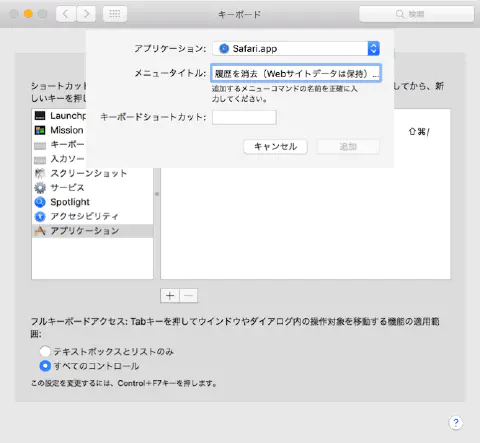 キーボード
検索
アプリケーション:
Safari.app
メニュータイトル:
履歴を消去（Webサイトデータは保持）...
追加するメニューコマンドの名前を正確に入
力してください。
キーボードショートカット:
キャンセル
追加
ショートカッ
してから、新
しいキーを押し
Launchp
Mission
キーボー
入力ソー
スクリーンショット
サービス
Spotlight
アクセシビリティ
アプリケーション
⇧⌘/
+
−
フルキーボードアクセス: Tabキーを押してウインドウやダイアログ内の操作対象を移動する機能の適用範
囲:
テキストボックスとリストのみ
すべてのコントロール
この設定を変更するには、Control＋F7キーを押します。
?